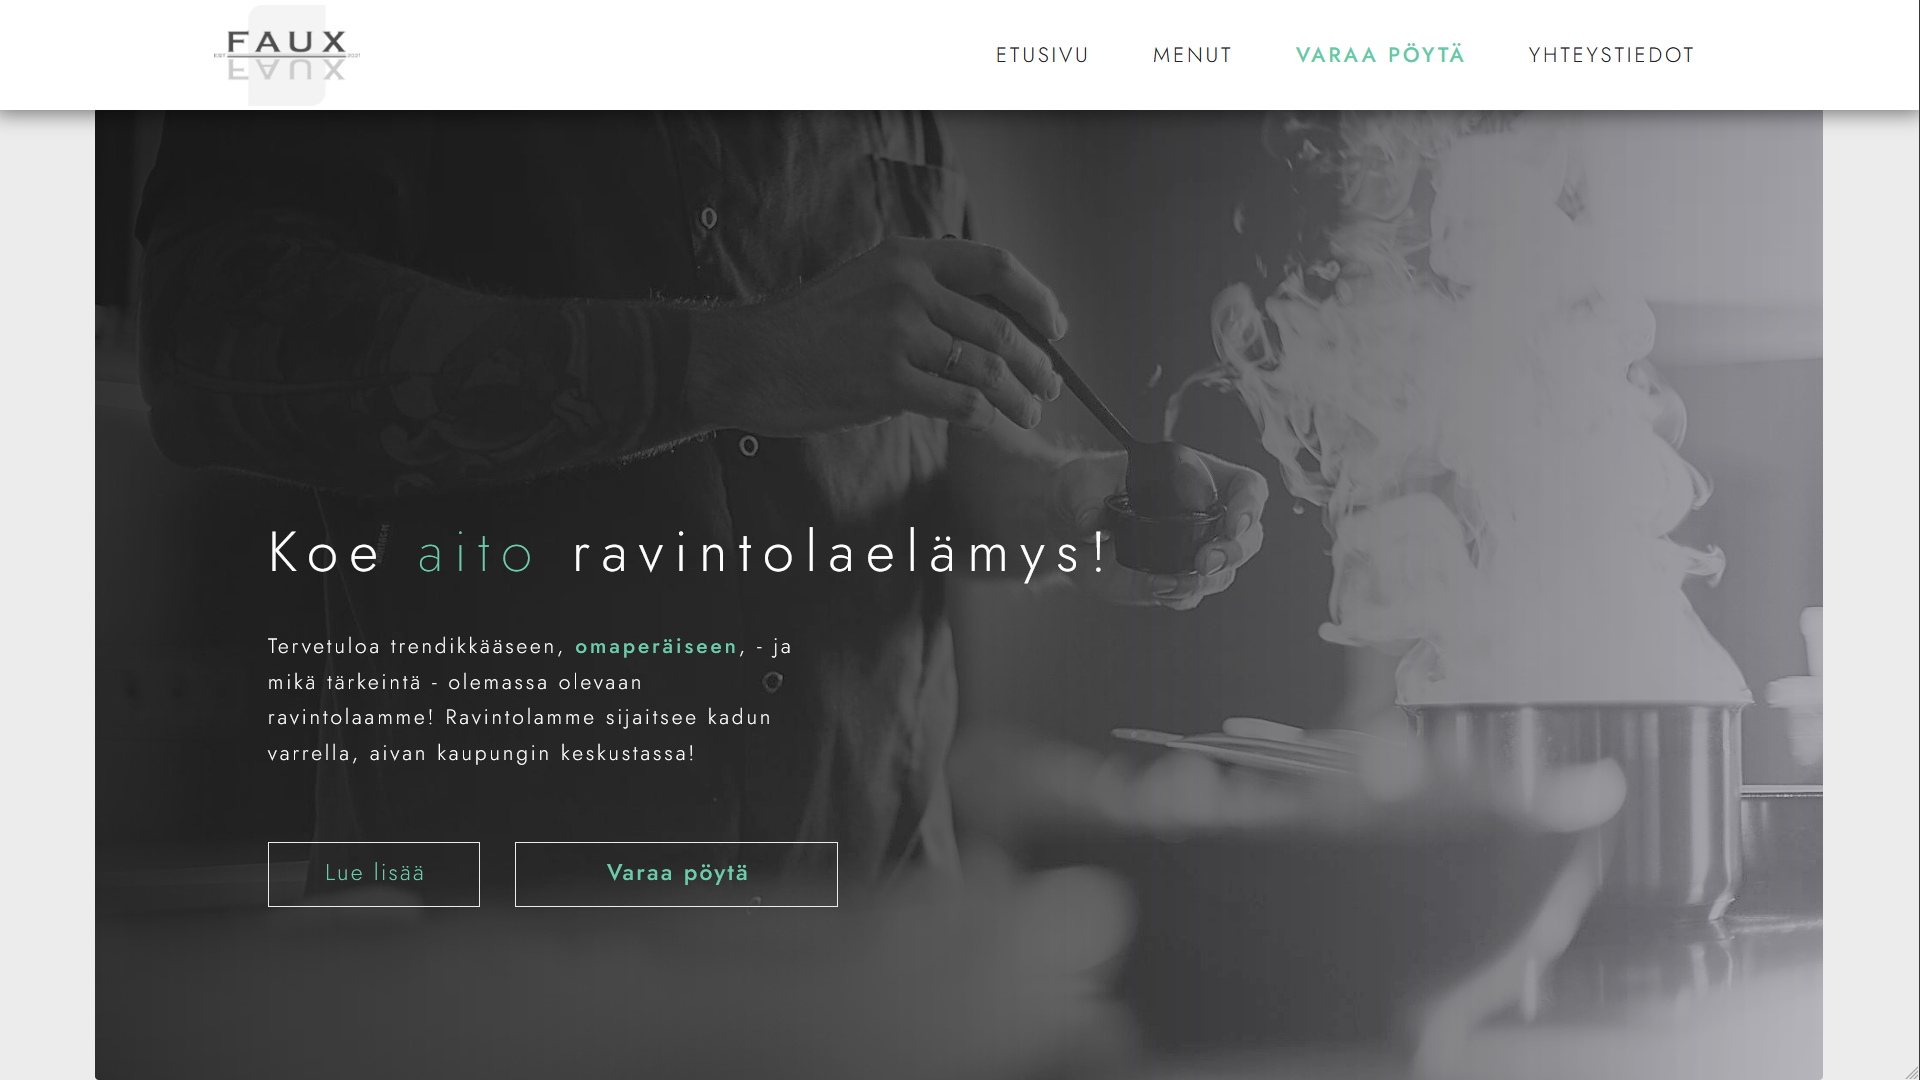 FAUX
ETUSIVU
MENUT
VARAA PÖYTÄ
YHTEYSTIEDOT
Koe aito ravintolaelämys!
Tervetuloa trendikkääseen, omaperäiseen, - ja
mikä tärkeintä - olemassa olevaan
ravintolaamme! Ravintolamme sijaitsee kadun
varrella, aivan kaupungin keskustassa!
Lue lisää
Varaa pöytä